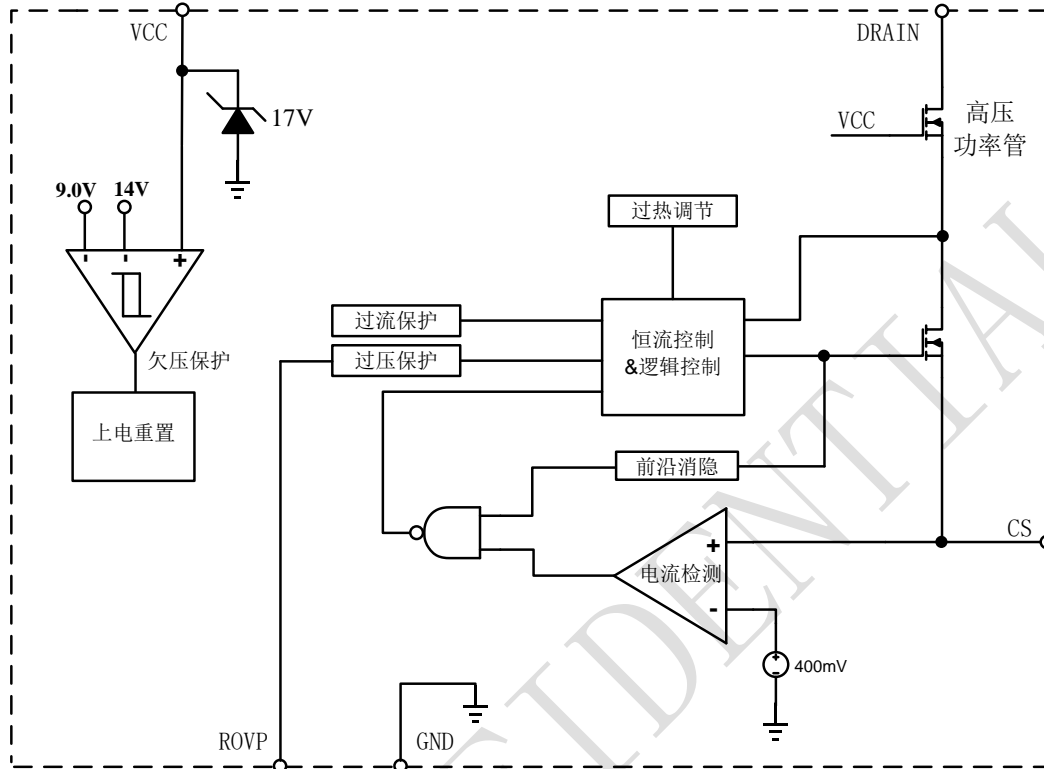 VCC
DRAIN
17V
VCC
高压
功率管
9.0V
14V
-
-
+
过热调节
过流保护
恒流控制
&逻辑控制
欠压保护
过压保护
上电重置
前沿消隐
CS
+
电流检测
-
+
-
400mV
ROVP
GND